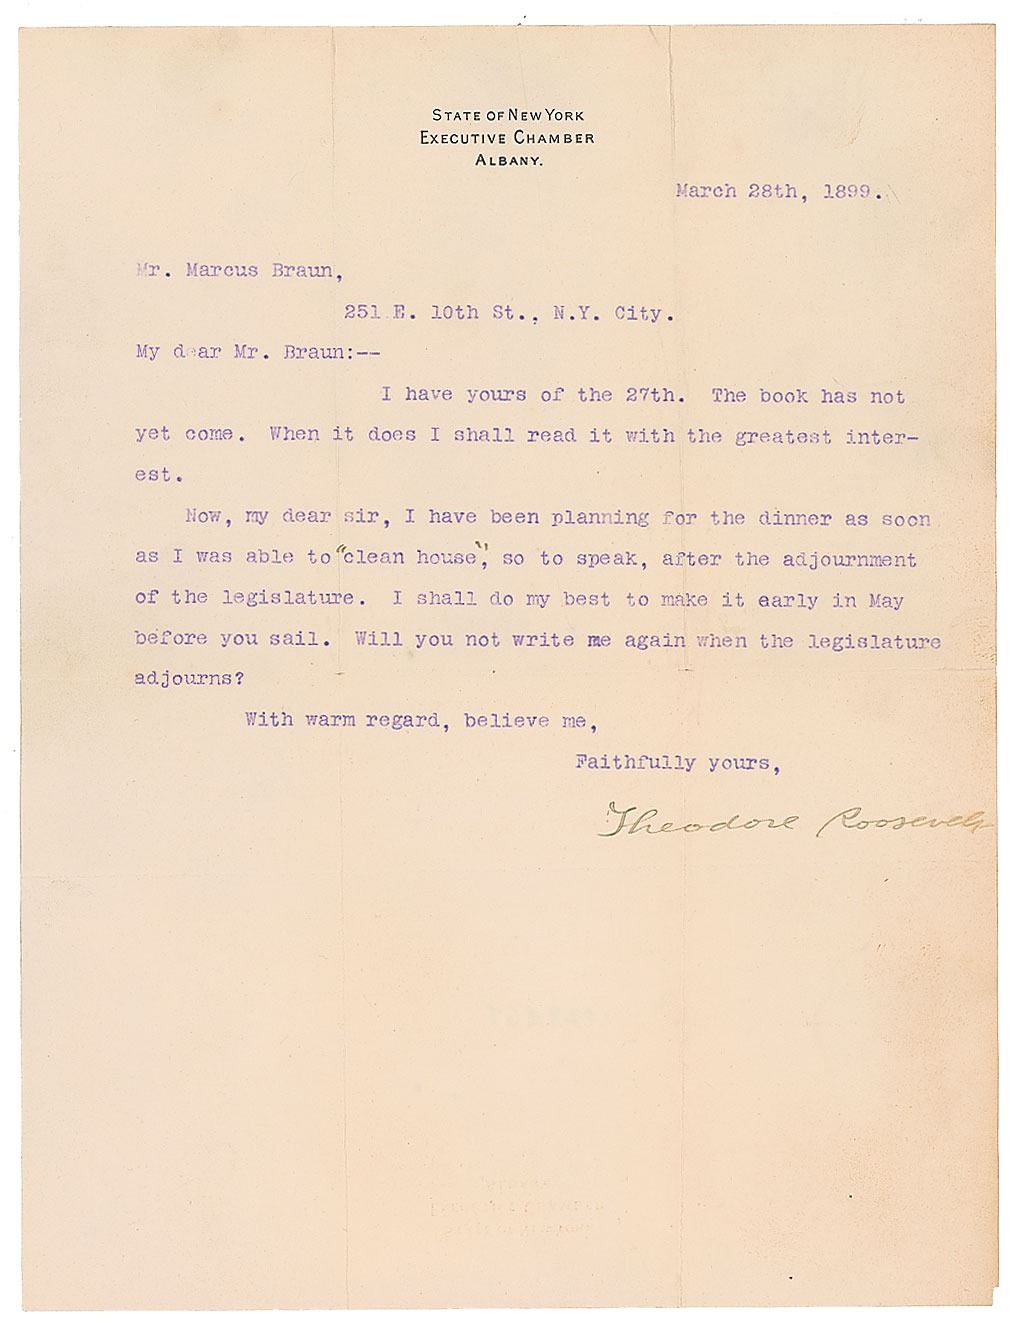 STATE OF NEW YORK
EXECUTIVE CHAMBER
ALBANY.
March 28th, 1899.
Mr. Marcus Braun,
251 E. 10th St., N.Y. City.
My dear Mr. Braun:--
I have yours of the 27th. The book has not
yet come. When it does I shall read it with the greatest inter-
est.
Now, my dear sir, I have been planning for the dinner as soon
as I was able to "clean house", so to speak, after the adjournment
of the legislature. I shall do my best to make it early in May
before you sail. Will you not write me again when the legislature
adjourns?
With warm regard, believe me,
Faithfully yours,
Theodore Roosevelt